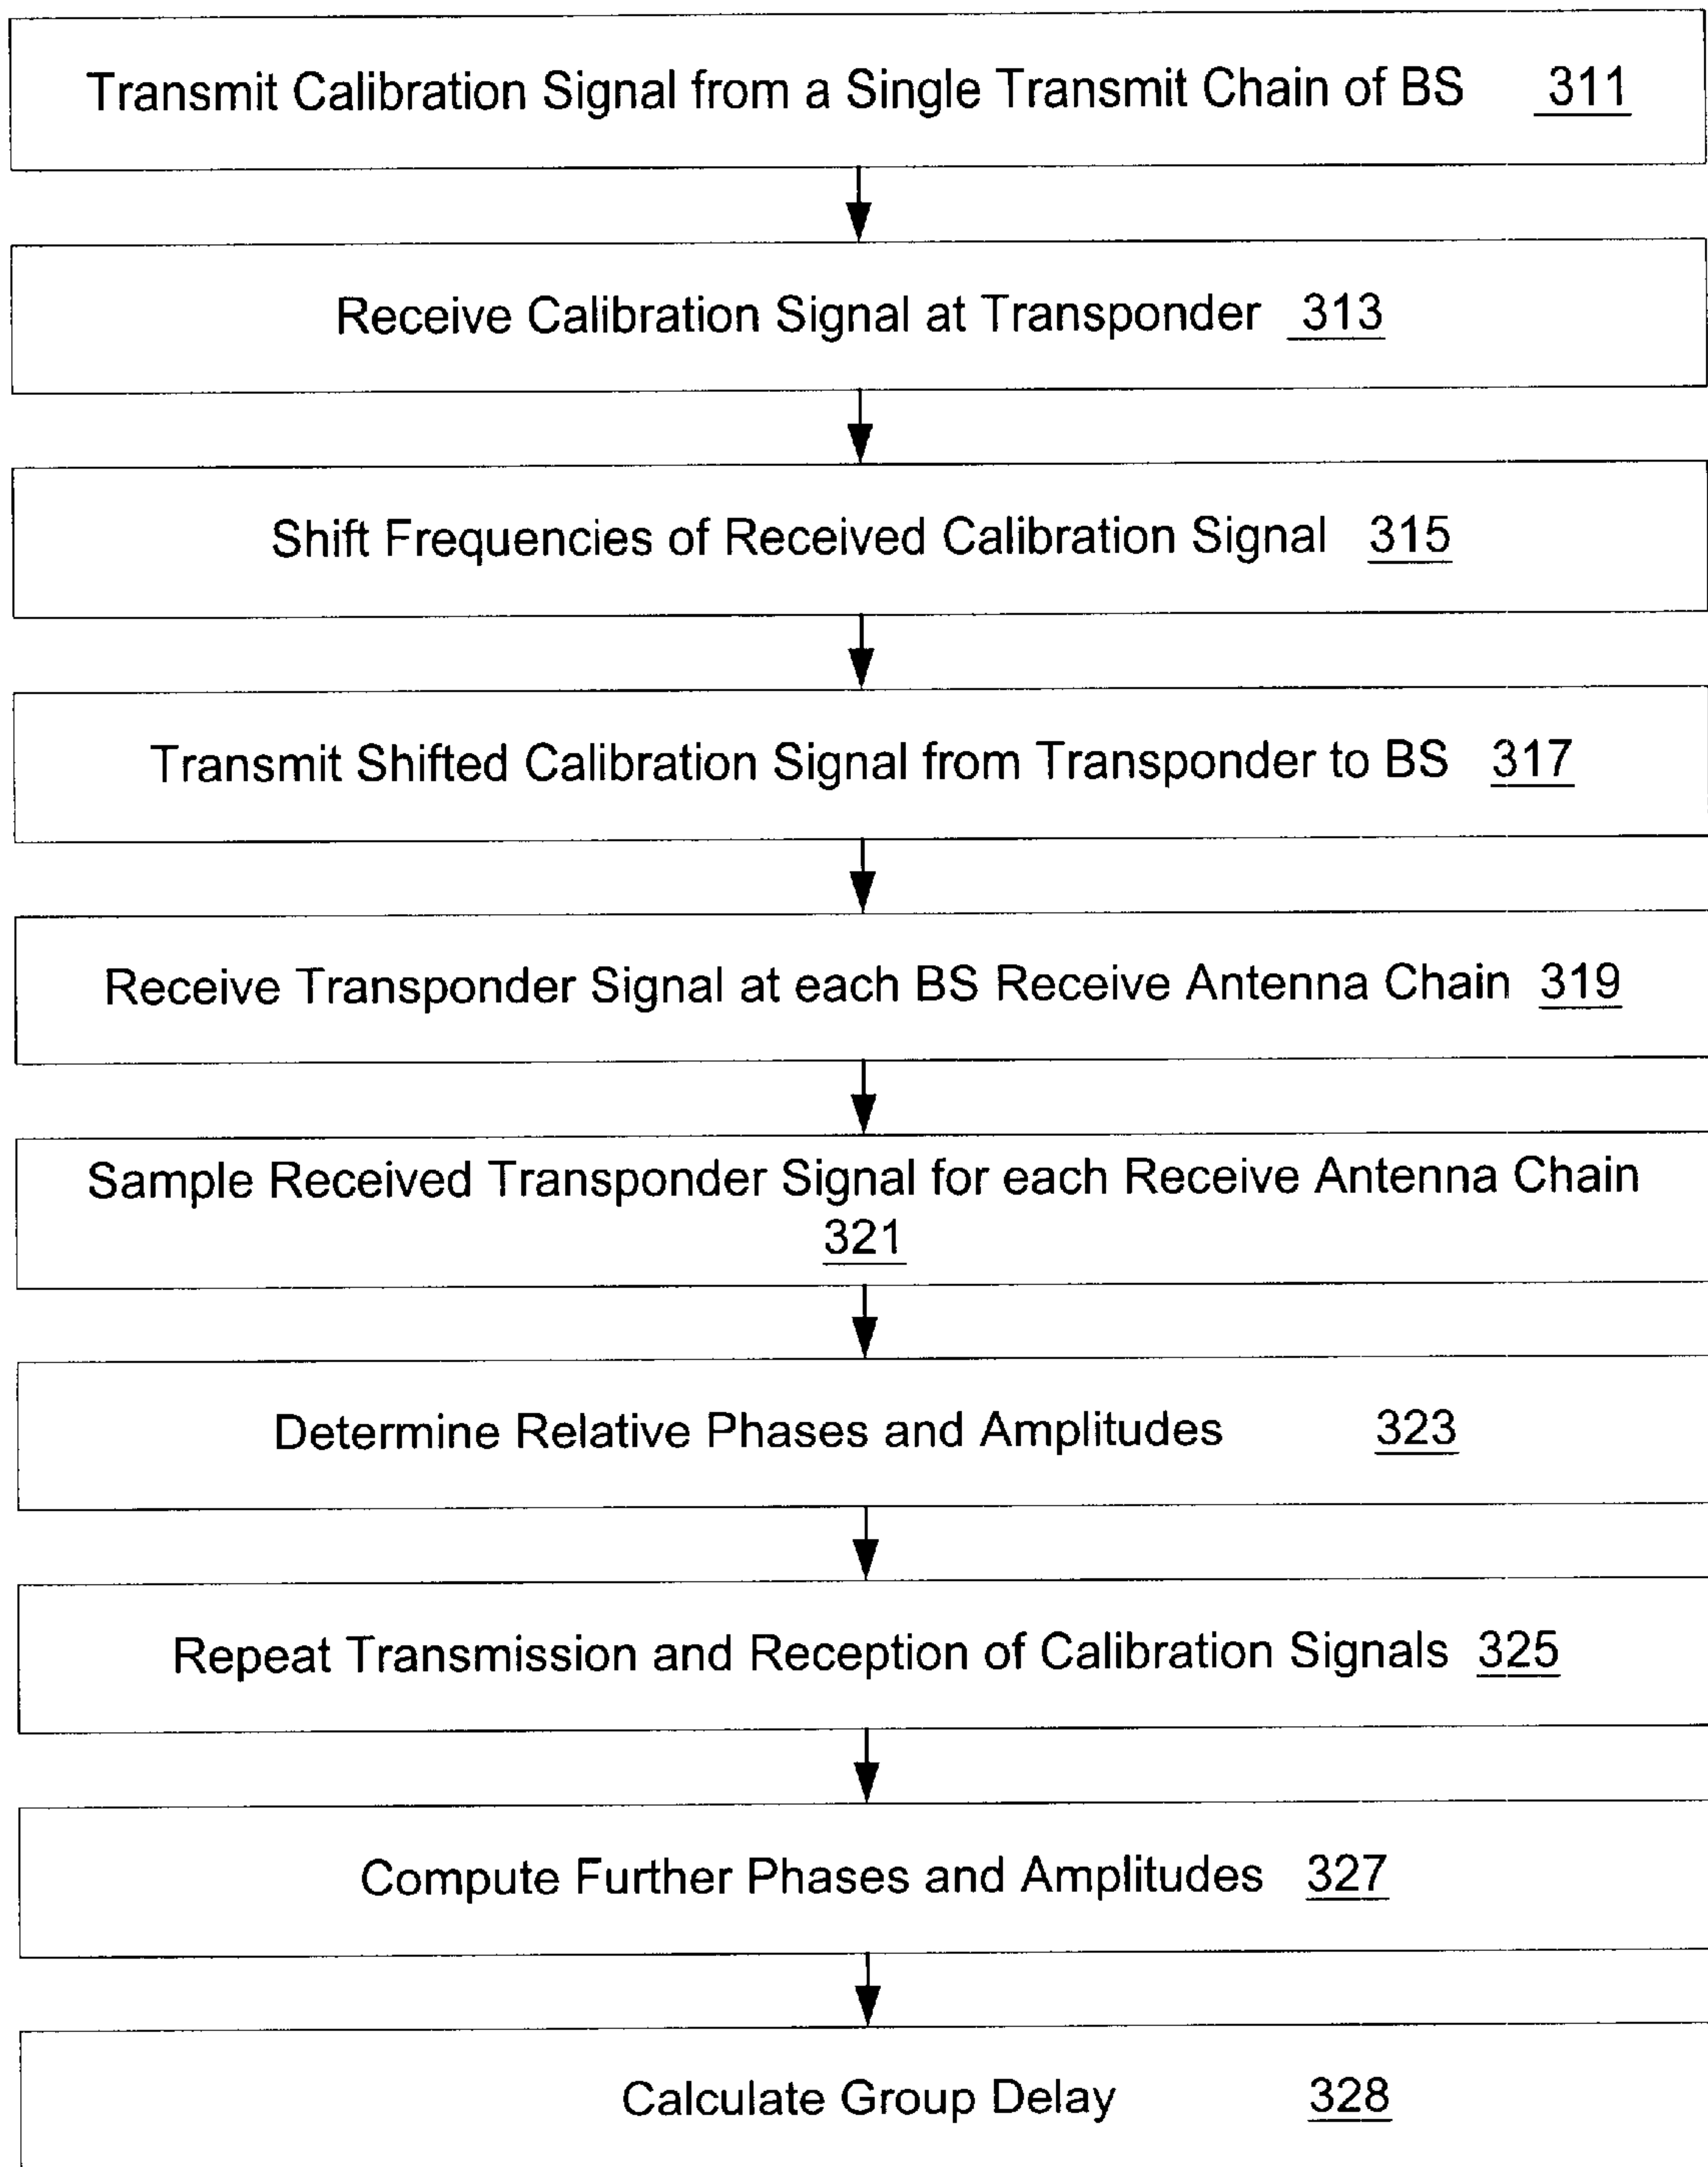 Transmit Calibration Signal from a Single Transmit Chain of BS 311
Receive Calibration Signal at Transponder 313
Shift Frequencies of Received Calibration Signal 315
Transmit Shifted Calibration Signal from Transponder to BS 317
Receive Transponder Signal at each BS Receive Antenna Chain 319
Sample Received Transponder Signal for each Receive Antenna Chain
321
Determine Relative Phases and Amplitudes 323
Repeat Transmission and Reception of Calibration Signals 325
Compute Further Phases and Amplitudes 327
Calculate Group Delay 328